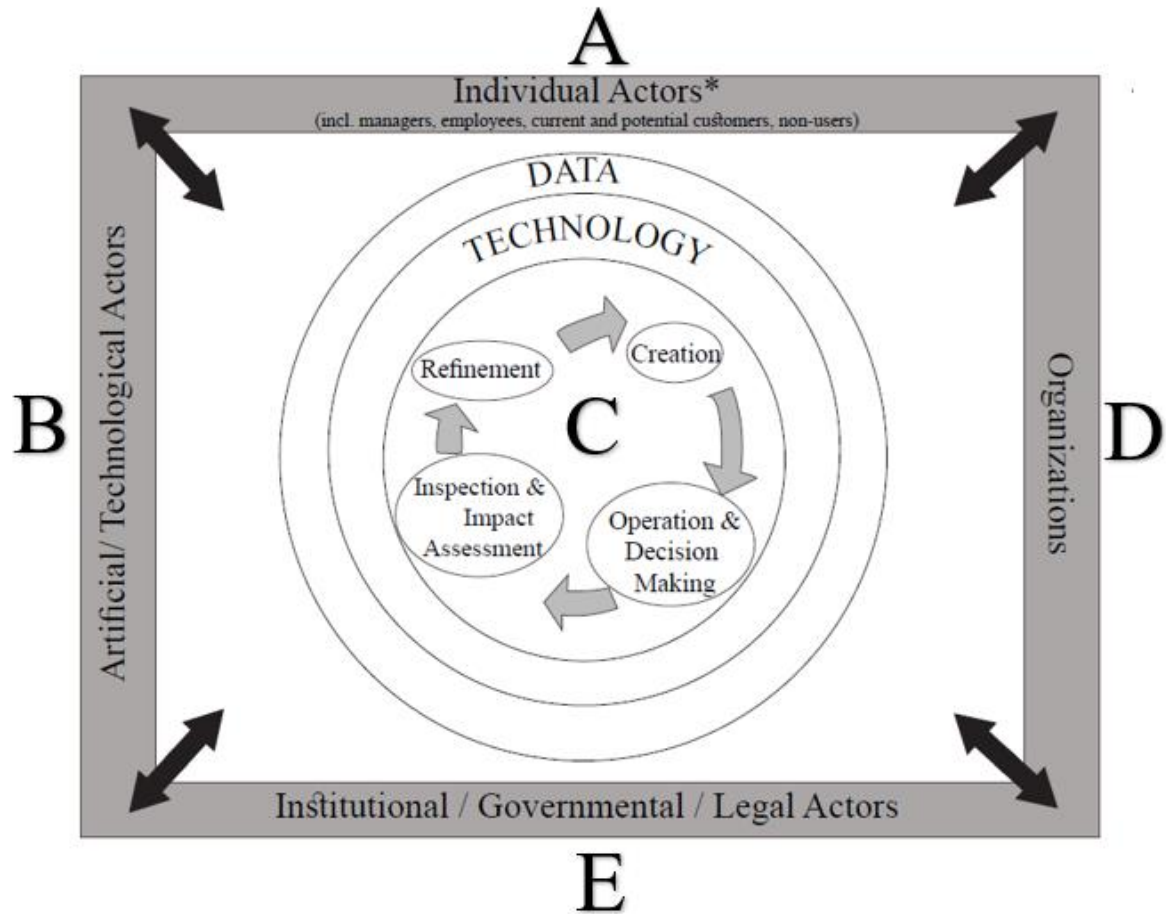 A
Individual Actors*
(incl. managers, employees, current and potential customers, non-users)
DATA
TECHNOLOGY
Refinement
Creation
B
Artificial/ Technological Actors
C
Organizations
D
Inspection &
Impact
Assessment
Operation &
Decision
Making
Institutional / Governmental / Legal Actors
E